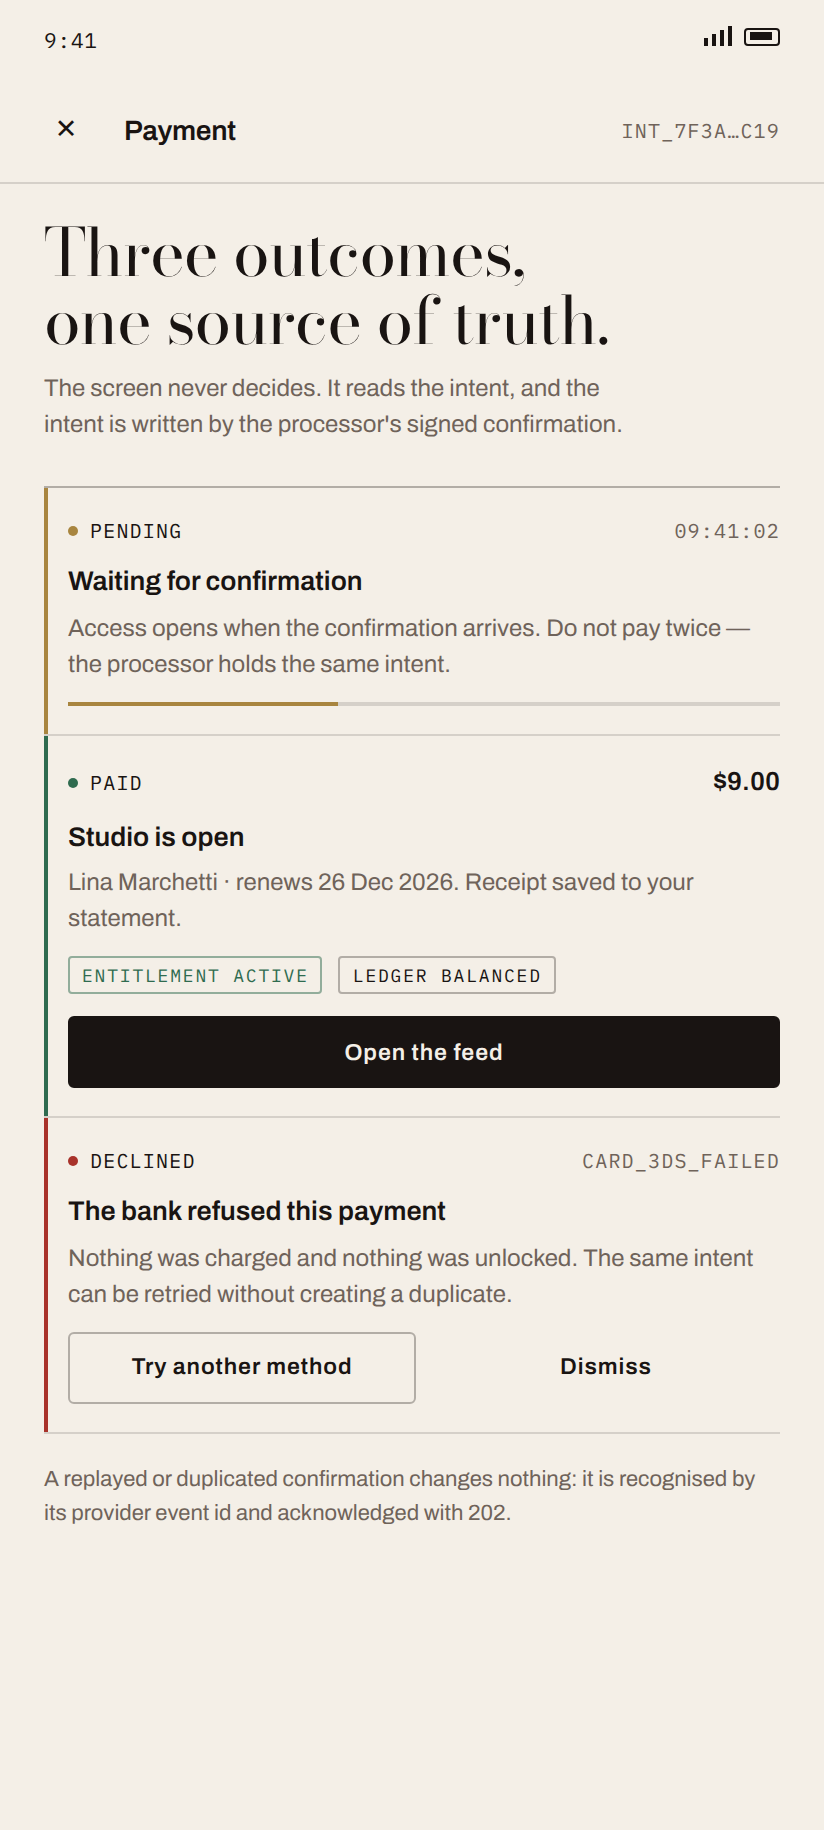 9:41
✕ Payment INT_7F3A…C19
Three outcomes,
one source of truth.
The screen never decides. It reads the intent, and the
intent is written by the processor's signed confirmation.
PENDING 09:41:02
Waiting for confirmation
Access opens when the confirmation arrives. Do not pay twice —
the processor holds the same intent.
PAID $9.00
Studio is open
Lina Marchetti · renews 26 Dec 2026. Receipt saved to your
statement.
ENTITLEMENT ACTIVE LEDGER BALANCED
Open the feed
DECLINED CARD_3DS_FAILED
The bank refused this payment
Nothing was charged and nothing was unlocked. The same intent
can be retried without creating a duplicate.
Try another method Dismiss
A replayed or duplicated confirmation changes nothing: it is recognised by
its provider event id and acknowledged with 202.